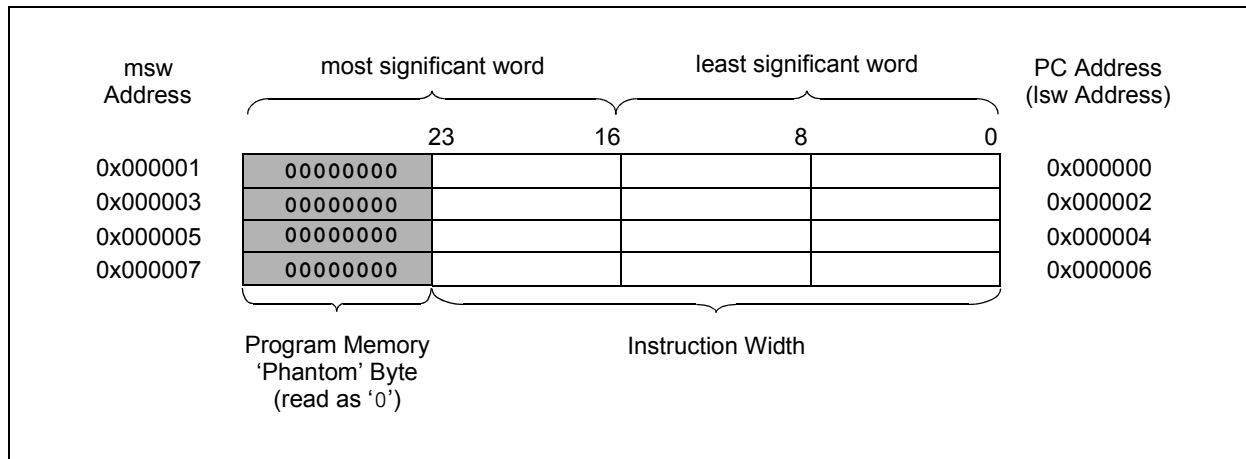 msw
Address
most significant word
least significant word
PC Address
(lsw Address)
23 16 8 0
0x000001 00000000 0x000000
0x000003 00000000 0x000002
0x000005 00000000 0x000004
0x000007 00000000 0x000006
Program Memory
‘Phantom’ Byte
(read as ‘0’)
Instruction Width